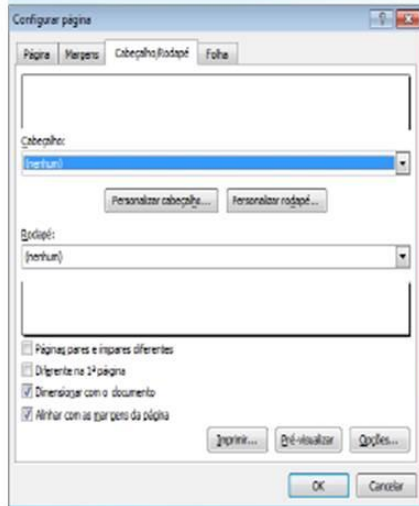 Configurar página
Página Margens Cabeçalho/Rodapé Folha
Cabeçalho:
(nenhum)
Personalizar cabeçalho... Personalizar rodapé...
Rodapé:
(nenhum)
Páginas pares e ímpares diferentes
Diferente na 1ª página
Dimensionar com o documento
Alinhar com as margens da página
Imprimir... Pré-visualizar Opções...
OK Cancelar